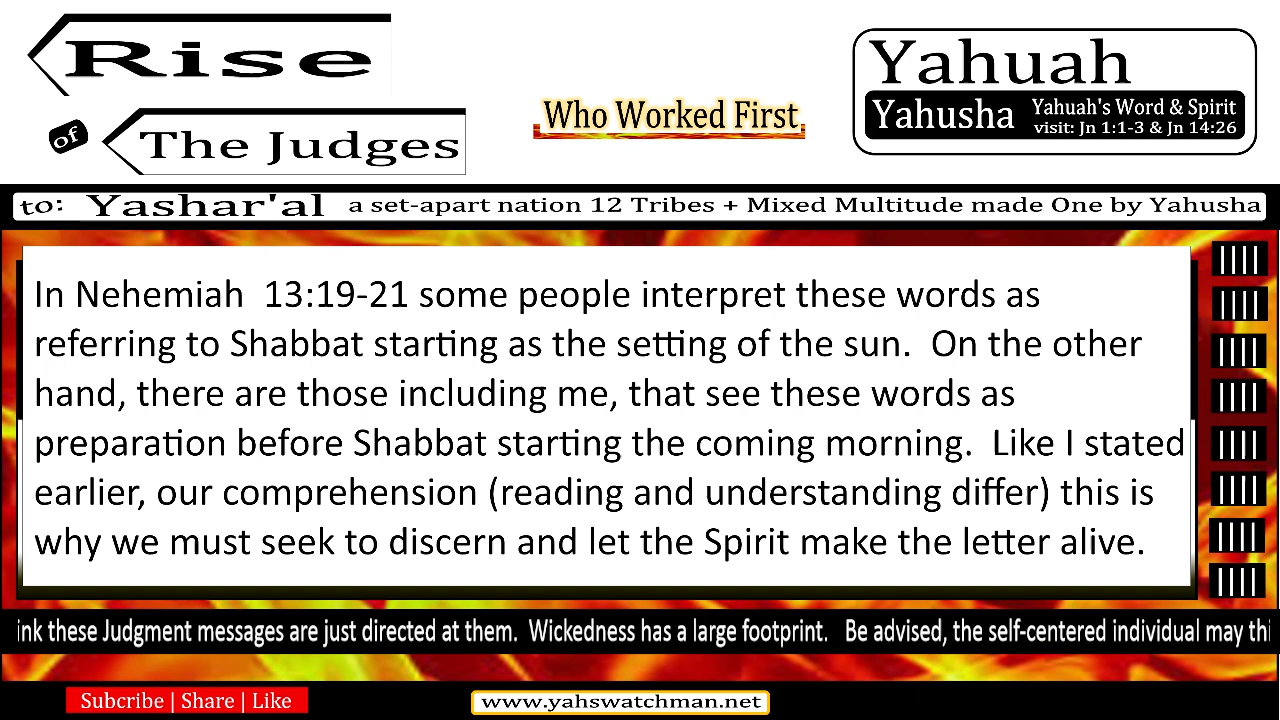 Rise
of
The Judges
Who Worked First
Yahuah
Yahusha Yahuah's Word & Spirit
visit: Jn 1:1-3 & Jn 14:26
to: Yashar'al a set-apart nation 12 Tribes + Mixed Multitude made One by Yahusha
In Nehemiah 13:19-21 some people interpret these words as
referring to Shabbat starting as the setting of the sun. On the other
hand, there are those including me, that see these words as
preparation before Shabbat starting the coming morning. Like I stated
earlier, our comprehension (reading and understanding differ) this is
why we must seek to discern and let the Spirit make the letter alive.
ink these Judgment messages are just directed at them. Wickedness has a large footprint. Be advised, the self-centered individual may thi
Subcribe | Share | Like
www.yahswatchman.net